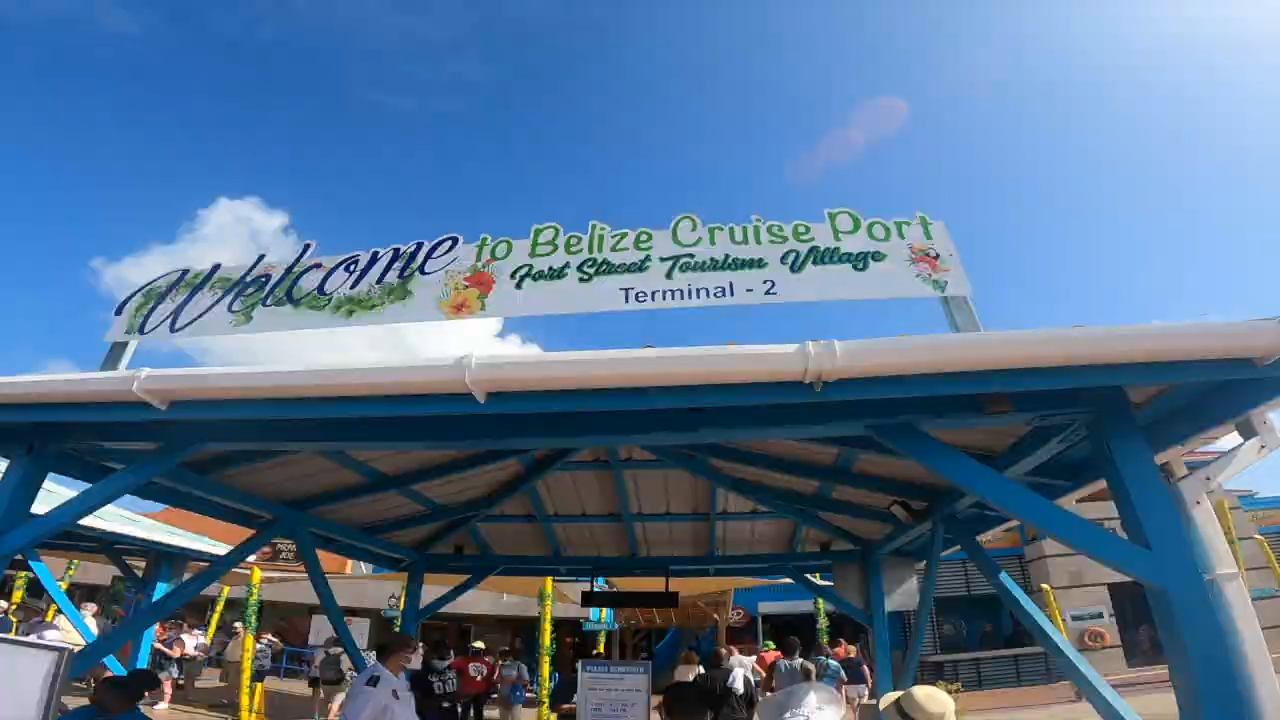 Welcome to Belize Cruise Port
Fort Street Tourism Village
Terminal - 2